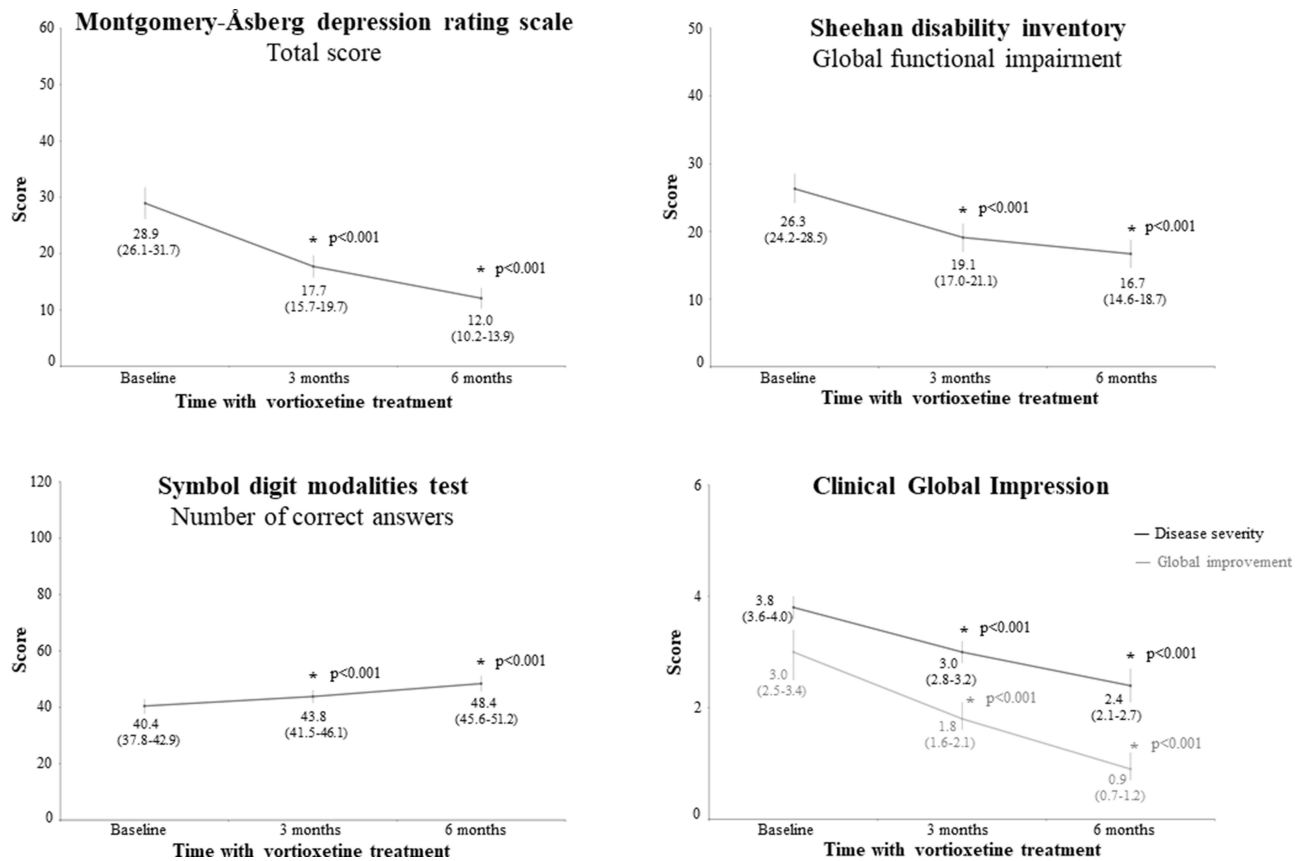 Montgomery-Åsberg depression rating scale
Total score
60
50
40
30
20
10
0
Score
28.9
(26.1-31.7)
* p<0.001
17.7
(15.7-19.7)
* p<0.001
12.0
(10.2-13.9)
Baseline 3 months 6 months
Time with vortioxetine treatment
Sheehan disability inventory
Global functional impairment
50
40
30
20
10
0
Score
26.3
(24.2-28.5)
* p<0.001
19.1
(17.0-21.1)
* p<0.001
16.7
(14.6-18.7)
Baseline 3 months 6 months
Time with vortioxetine treatment
Symbol digit modalities test
Number of correct answers
120
100
80
60
40
20
0
Score
40.4
(37.8-42.9)
* p<0.001
43.8
(41.5-46.1)
* p<0.001
48.4
(45.6-51.2)
Baseline 3 months 6 months
Time with vortioxetine treatment
Clinical Global Impression
Disease severity
Global improvement
6
4
2
0
Score
3.8
(3.6-4.0)
* p<0.001
3.0
(2.8-3.2)
* p<0.001
2.4
(2.1-2.7)
3.0
(2.5-3.4)
* p<0.001
1.8
(1.6-2.1)
* p<0.001
0.9
(0.7-1.2)
Baseline 3 months 6 months
Time with vortioxetine treatment